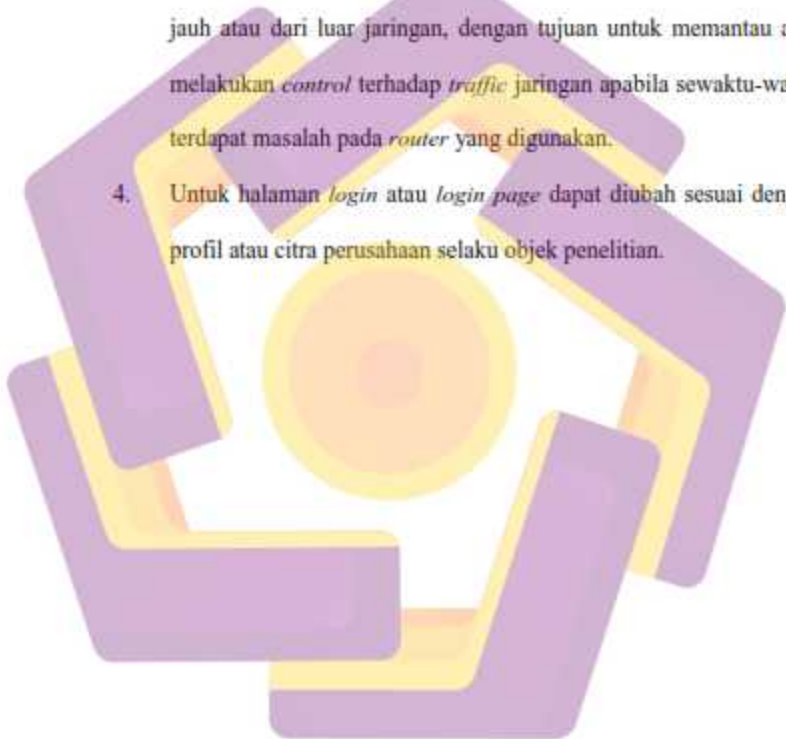 jauh atau dari luar jaringan, dengan tujuan untuk memantau a
melakukan control terhadap traffic jaringan apabila sewaktu-wa
terdapat masalah pada router yang digunakan.
4. Untuk halaman login atau login page dapat diubah sesuai den
profil atau citra perusahaan selaku objek penelitian.